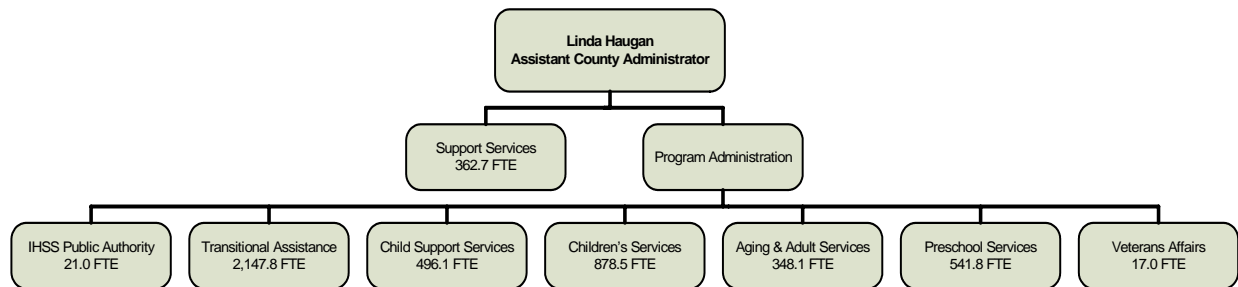 Linda Haugan
Assistant County Administrator
Support Services
362.7 FTE
Program Administration
IHSS Public Authority
21.0 FTE
Transitional Assistance
2,147.8 FTE
Child Support Services
496.1 FTE
Children's Services
878.5 FTE
Aging & Adult Services
348.1 FTE
Preschool Services
541.8 FTE
Veterans Affairs
17.0 FTE